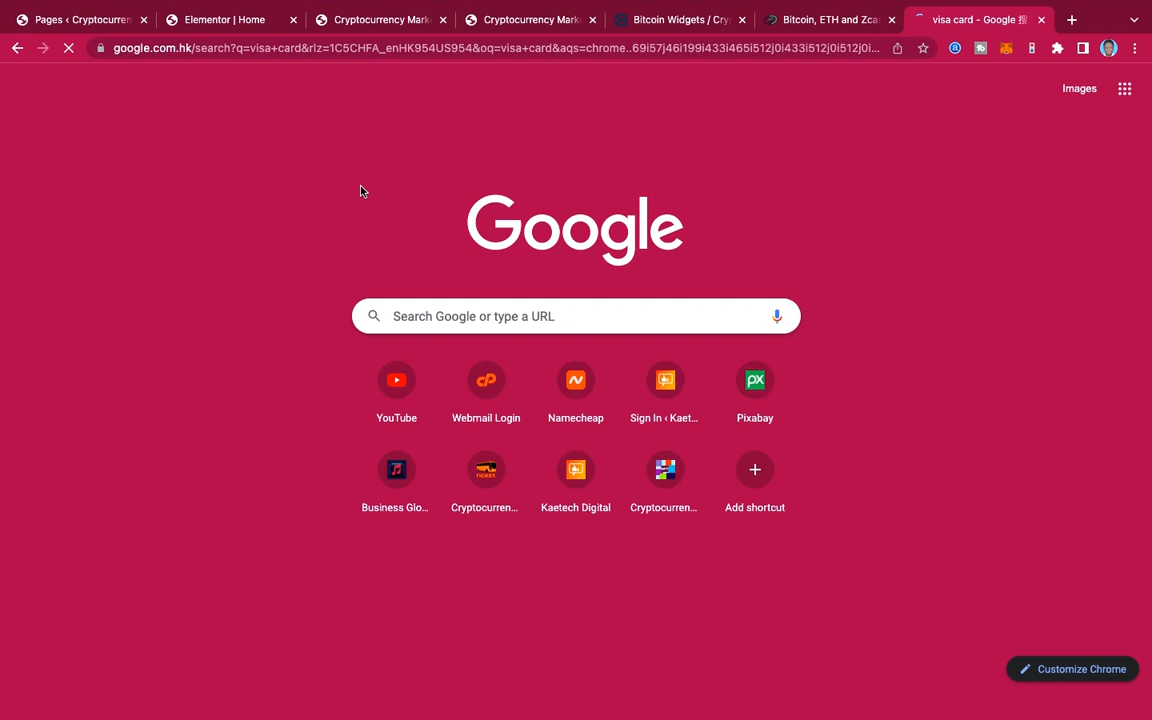 Pages ‹ Cryptocurren
Elementor | Home
Cryptocurrency Mark
Cryptocurrency Mark
Bitcoin Widgets / Cry
Bitcoin, ETH and Zca
visa card - Google 搜
google.com.hk/search?q=visa+card&rlz=1C5CHFA_enHK954US954&oq=visa+card&aqs=chrome..69i57j46i199i433i465i512j0i433i512j0i512j0i...
Images
Google
Search Google or type a URL
YouTube
Webmail Login
Namecheap
Sign In ‹ Kaet...
Pixabay
Business Glo...
Cryptocurren...
Kaetech Digital
Cryptocurren...
Add shortcut
Customize Chrome